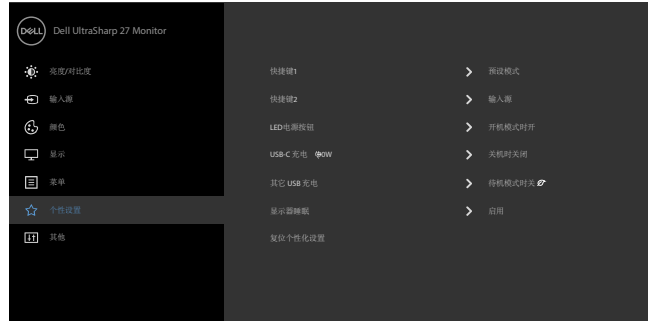 DELL
Dell UltraSharp 27 Monitor
亮度/对比度
快捷键1
预设模式
输入源
快捷键2
输入源
颜色
LED电源按钮
开机模式时开
显示
USB-C 充电 90W
关机时关闭
菜单
其它 USB 充电
待机模式时关
个性设置
显示器睡眠
启用
其他
复位个性化设置